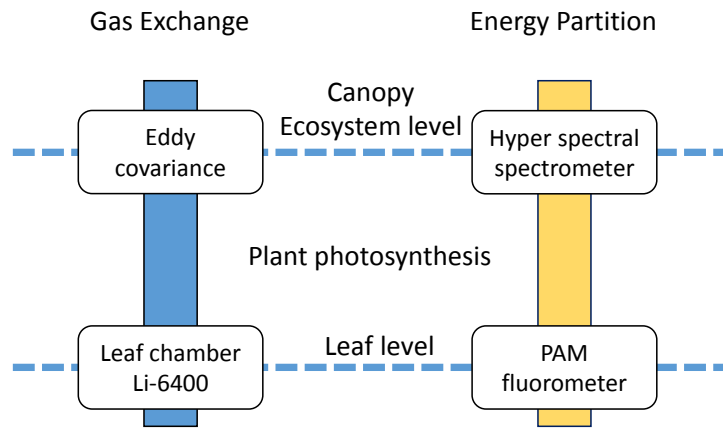 Gas Exchange
Energy Partition
Canopy
Ecosystem level
Eddy
covariance
Hyper spectral
spectrometer
Plant photosynthesis
Leaf chamber
Li-6400
Leaf level
PAM
fluorometer